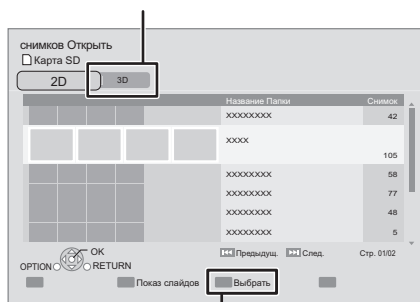 снимков Открыть
Карта SD
2D 3D
Название Папки Снимок
XXXXXXXX 42
XXXX
105
XXXXXXXX 58
XXXXXXXX 77
XXXXXXXX 48
XXXXXXXX 5
OK Предыдущ. След. Стр. 01/02
OPTION RETURN
Показ слайдов Выбрать